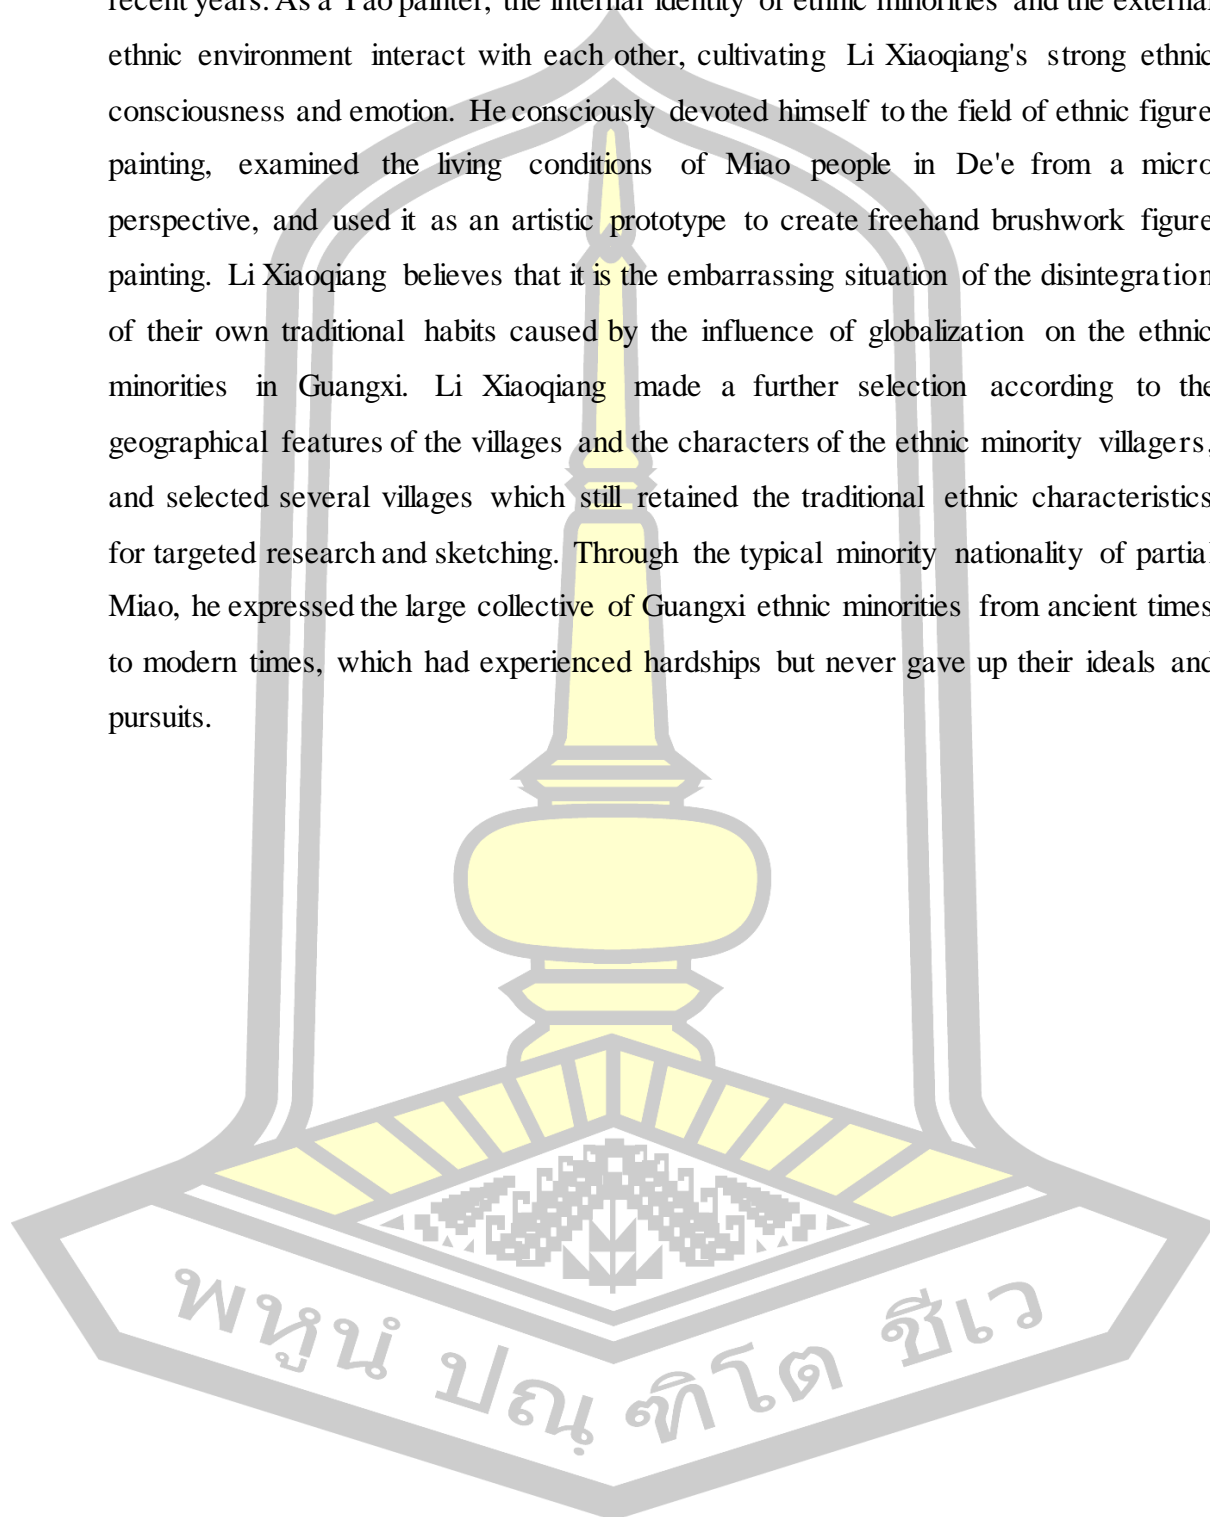 recent years. As a Yao painter, the internal identity of ethnic minorities and the external
ethnic environment interact with each other, cultivating Li Xiaoqiang's strong ethnic
consciousness and emotion. He consciously devoted himself to the field of ethnic figure
painting, examined the living conditions of Miao people in De'e from a micro
perspective, and used it as an artistic prototype to create freehand brushwork figure
painting. Li Xiaoqiang believes that it is the embarrassing situation of the disintegration
of their own traditional habits caused by the influence of globalization on the ethnic
minorities in Guangxi. Li Xiaoqiang made a further selection according to the
geographical features of the villages and the characters of the ethnic minority villagers,
and selected several villages which still retained the traditional ethnic characteristics
for targeted research and sketching. Through the typical minority nationality of partial
Miao, he expressed the large collective of Guangxi ethnic minorities from ancient times
to modern times, which had experienced hardships but never gave up their ideals and
pursuits.
พหูนํ ปณฺ ฑิโต ชีเว